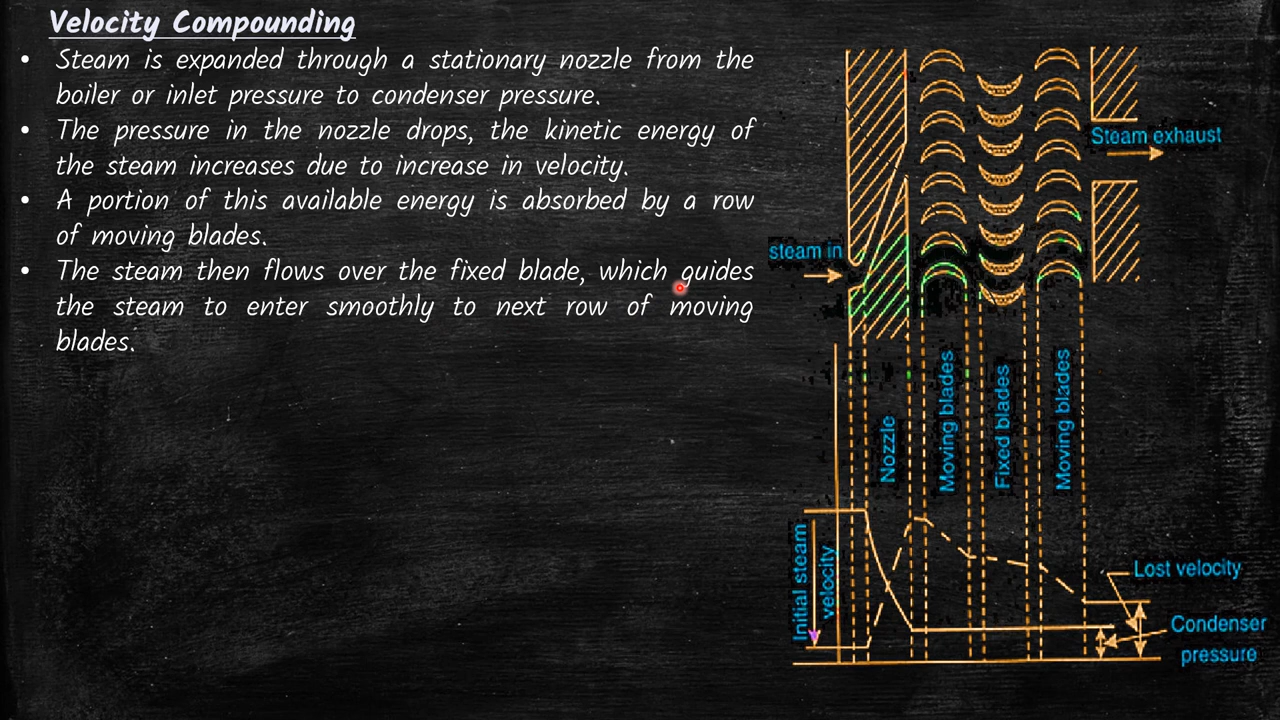 Velocity Compounding
• Steam is expanded through a stationary nozzle from the
boiler or inlet pressure to condenser pressure.
• The pressure in the nozzle drops, the kinetic energy of
the steam increases due to increase in velocity.
• A portion of this available energy is absorbed by a row
of moving blades.
• The steam then flows over the fixed blade, which guides
the steam to enter smoothly to next row of moving
blades.
Steam exhaust
steam in
Nozzle
Moving blades
Fixed blades
Moving blades
Initial steam
velocity
Lost velocity
Condenser
pressure